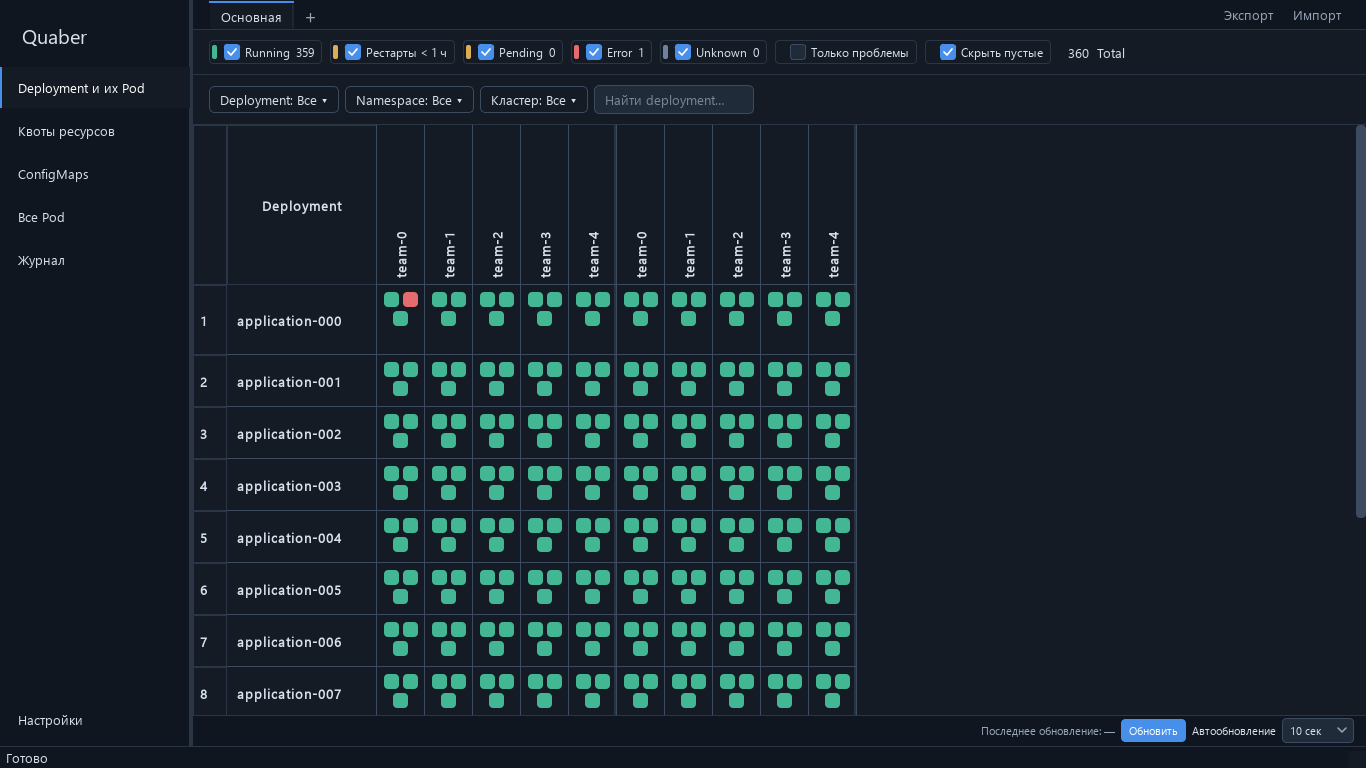 Quaber
Deployment и их Pod
Квоты ресурсов
ConfigMaps
Все Pod
Журнал
Настройки
Основная +
Экспорт Импорт
Running 359 Рестарты < 1 ч Pending 0 Error 1 Unknown 0 Только проблемы Скрыть пустые 360 Total
Deployment: Все ▾ Namespace: Все ▾ Кластер: Все ▾ Найти deployment...
Deployment team-0 team-1 team-2 team-3 team-4 team-0 team-1 team-2 team-3 team-4
1 application-000
2 application-001
3 application-002
4 application-003
5 application-004
6 application-005
7 application-006
8 application-007
Последнее обновление: — Обновить Автообновление 10 сек
Готово